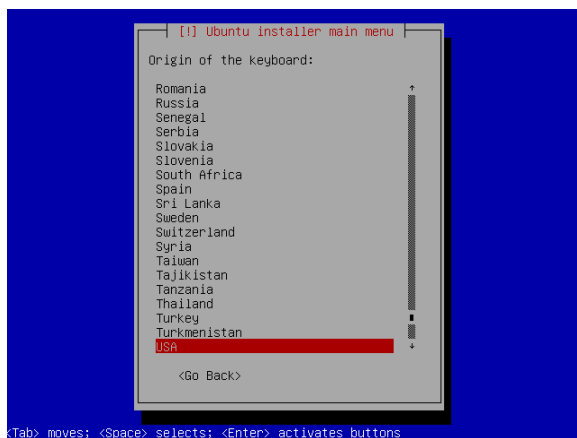 [!] Ubuntu installer main menu
Origin of the keyboard:
Romania
Russia
Senegal
Serbia
Slovakia
Slovenia
South Africa
Spain
Sri Lanka
Sweden
Switzerland
Syria
Taiwan
Tajikistan
Tanzania
Thailand
Turkey
Turkmenistan
USA
<Go Back>
<Tab> moves; <Space> selects; <Enter> activates buttons